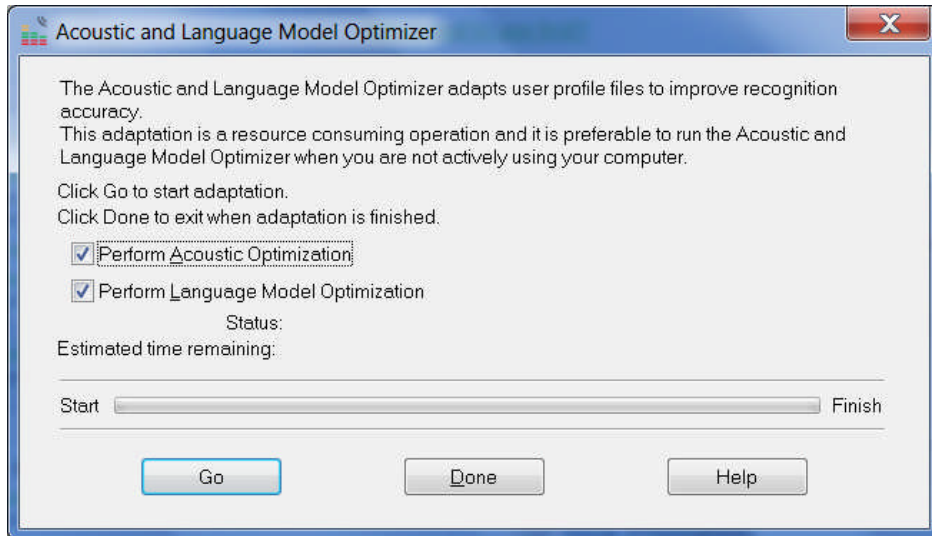 Acoustic and Language Model Optimizer
The Acoustic and Language Model Optimizer adapts user profile files to improve recognition
accuracy.
This adaptation is a resource consuming operation and it is preferable to run the Acoustic and
Language Model Optimizer when you are not actively using your computer.
Click Go to start adaptation.
Click Done to exit when adaptation is finished.
Perform Acoustic Optimization
Perform Language Model Optimization
Status:
Estimated time remaining:
Start Finish
Go Done Help